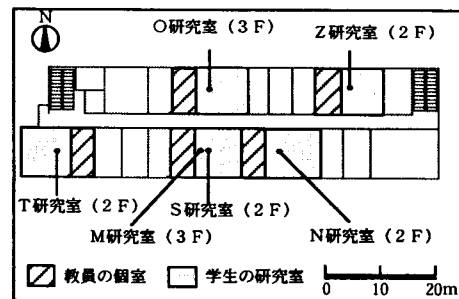 N
O研究室（3F）
Z研究室（2F）
T研究室（2F）
S研究室（2F）
M研究室（3F）
N研究室（2F）
教員の個室
学生の研究室
0 10 20m